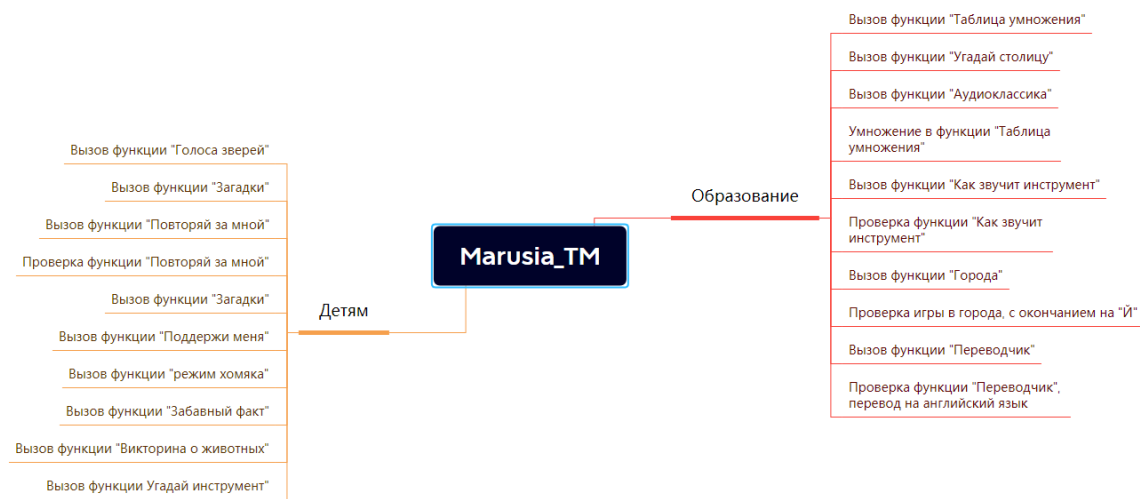 Marusia_TM
Образование
Вызов функции "Таблица умножения"
Вызов функции "Угадай столицу"
Вызов функции "Аудиоклассика"
Умножение в функции "Таблица
умножения"
Вызов функции "Как звучит инструмент"
Проверка функции "Как звучит
инструмент"
Вызов функции "Города"
Проверка игры в города, с окончанием на "Й"
Вызов функции "Переводчик"
Проверка функции "Переводчик",
перевод на английский язык
Детям
Вызов функции "Голоса зверей"
Вызов функции "Загадки"
Вызов функции "Повторяй за мной"
Проверка функции "Повторяй за мной"
Вызов функции "Загадки"
Вызов функции "Поддержи меня"
Вызов функции "режим хомяка"
Вызов функции "Забавный факт"
Вызов функции "Викторина о животных"
Вызов функции Угадай инструмент"